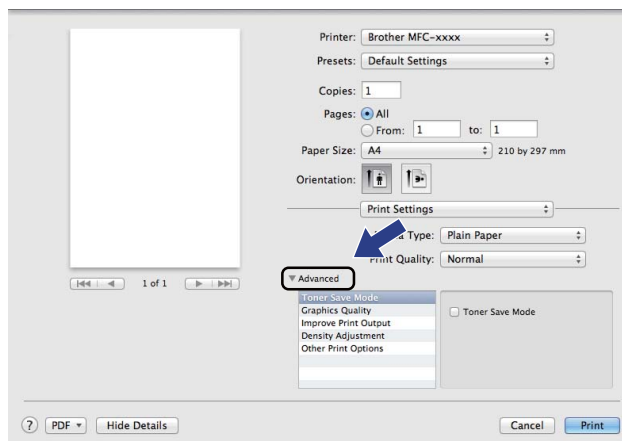 Printer: Brother MFC-xxxx
Presets: Default Settings
Copies: 1
Pages: All
From: 1 to: 1
Paper Size: A4 210 by 297 mm
Orientation:
Print Settings
Type: Plain Paper
Print Quality: Normal
1 of 1
Advanced
Toner Save Mode
Graphics Quality
Improve Print Output
Density Adjustment
Other Print Options
Toner Save Mode
? PDF Hide Details Cancel Print